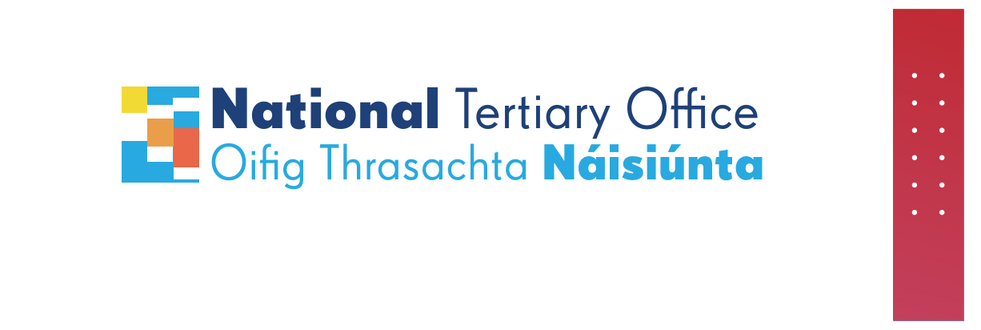 National Tertiary Office
Oifig Thrasachta Náisiúnta